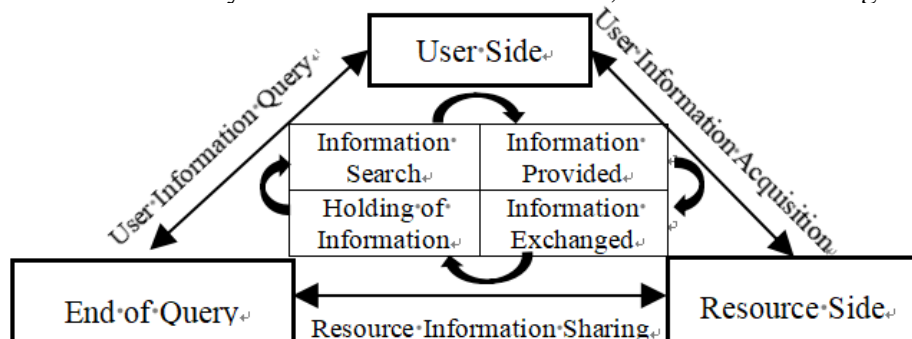 User Side
User Information Query
User Information Acquisition
Information
Search
Information
Provided
Holding of
Information
Information
Exchanged
End of Query
Resource Information Sharing
Resource Side